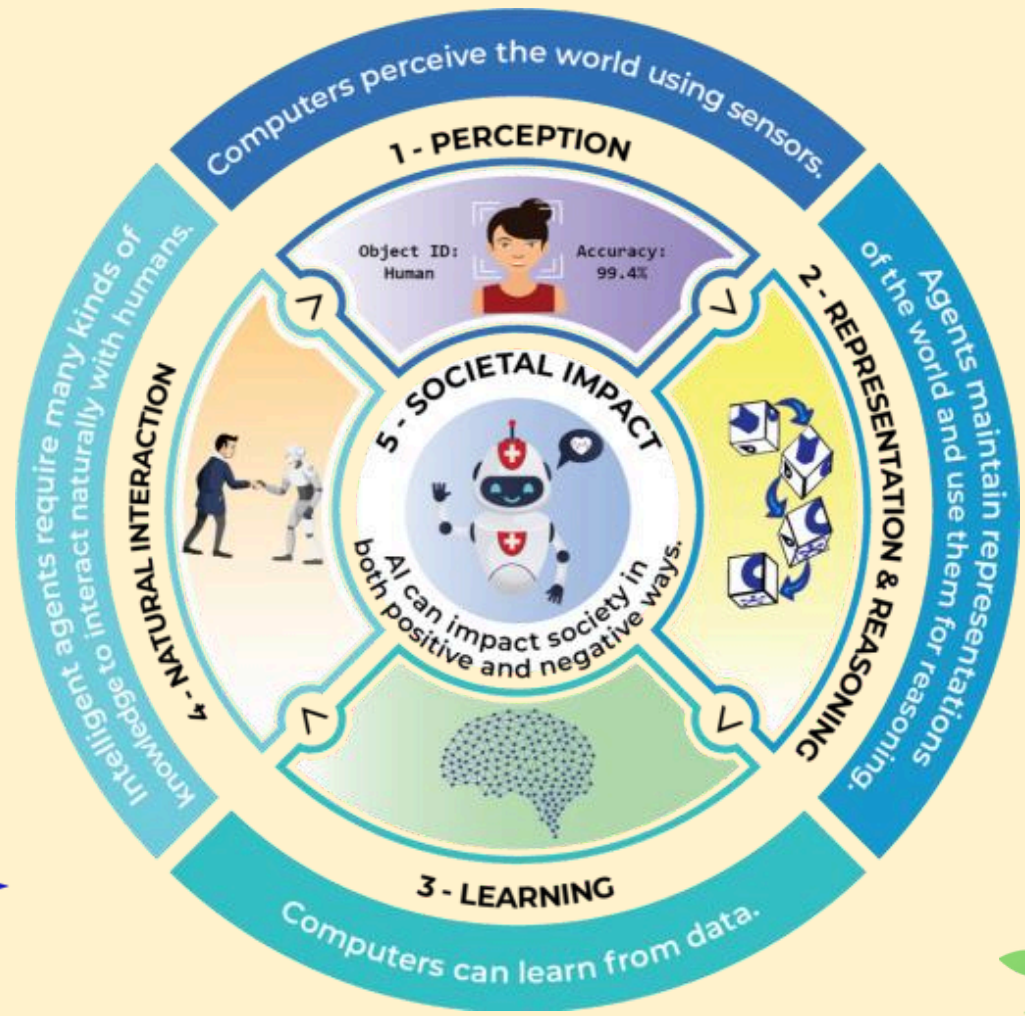 Computers perceive the world using sensors.
1 - PERCEPTION
Object ID:
Human
Accuracy:
99.4%
Agents maintain representations
of the world and use them for reasoning.
2 - REPRESENTATION & REASONING
3 - LEARNING
Computers can learn from data.
Intelligent agents require many kinds of
knowledge to interact naturally with humans.
4 - NATURAL INTERACTION
5 - SOCIETAL IMPACT
AI can impact society in
both positive and negative ways.